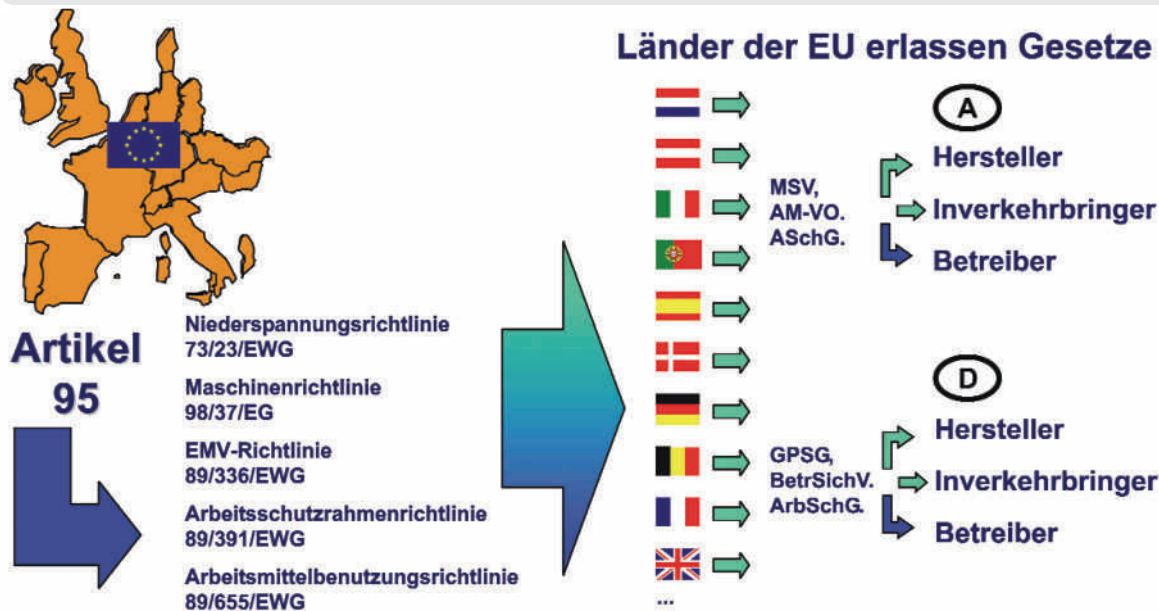 Länder der EU erlassen Gesetze
Artikel
95
Niederspannungsrichtlinie
73/23/EWG
Maschinenrichtlinie
98/37/EG
EMV-Richtlinie
89/336/EWG
Arbeitsschutzrahmenrichtlinie
89/391/EWG
Arbeitsmittelbenutzungsrichtlinie
89/655/EWG
MSV,
AM-VO.
ASchG.
A
Hersteller
Inverkehrbringer
Betreiber
GPSG,
BetrSichV.
ArbSchG.
D
Hersteller
Inverkehrbringer
Betreiber
...